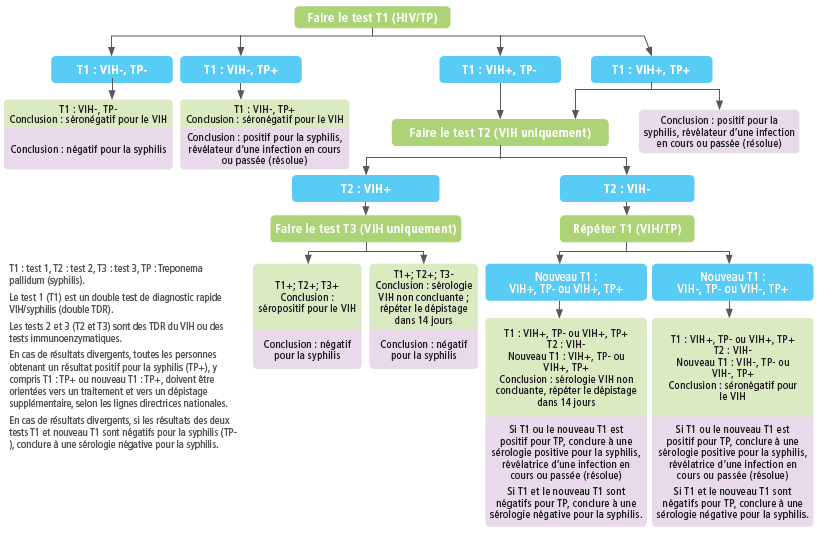 Faire le test T1 (HIV/TP)
T1 : VIH-, TP-
T1 : VIH-, TP+
T1 : VIH+, TP-
T1 : VIH+, TP+
T1 : VIH-, TP-
Conclusion : séronégatif pour le VIH
Conclusion : négatif pour la syphilis
T1 : VIH-, TP+
Conclusion : séronégatif pour le VIH
Conclusion : positif pour la syphilis,
révélateur d’une infection en cours
ou passée (résolue)
Faire le test T2 (VIH uniquement)
Conclusion : positif pour la
syphilis, révélateur d’une infection
en cours ou passée (résolue)
T2 : VIH+
T2 : VIH-
Faire le test T3 (VIH uniquement)
Répéter T1 (VIH/TP)
T1+; T2+; T3+
Conclusion :
séropositif pour le VIH
Conclusion : négatif
pour la syphilis
T1+; T2+; T3-
Conclusion : sérologie
VIH non concluante ;
répéter le dépistage
dans 14 jours
Conclusion : négatif
pour la syphilis
Nouveau T1 :
VIH+, TP- ou VIH+, TP+
T1 : VIH+, TP- ou VIH+, TP+
T2 : VIH-
Nouveau T1 : VIH+, TP- ou
VIH+, TP+
Conclusion : sérologie VIH non
concluante, répéter le dépistage
dans 14 jours
Si T1 ou le nouveau T1 est
positif pour TP, conclure à une
sérologie positive pour la syphilis,
révélatrice d’une infection en
cours ou passée (résolue)
Si T1 et le nouveau T1 sont
négatifs pour TP, conclure à une
sérologie négative pour la syphilis.
Nouveau T1 :
VIH-, TP- ou VIH-, TP+
T1 : VIH+, TP- ou VIH+, TP+
T2 : VIH-
Nouveau T1 : VIH-, TP- ou
VIH-, TP+
Conclusion : séronégatif pour
le VIH
Si T1 ou le nouveau T1 est
positif pour TP, conclure à une
sérologie positive pour la syphilis,
révélatrice d’une infection en
cours ou passée (résolue)
Si T1 et le nouveau T1 sont
négatifs pour TP, conclure à une
sérologie négative pour la syphilis.
T1 : test 1, T2 : test 2, T3 : test 3, TP : Treponema
pallidum (syphilis).
Le test 1 (T1) est un double test de diagnostic rapide
VIH/syphilis (double TDR).
Les tests 2 et 3 (T2 et T3) sont des TDR du VIH ou des
tests immunoenzymatiques.
En cas de résultats divergents, toutes les personnes
obtenant un résultat positif pour la syphilis (TP+), y
compris T1 : TP+ ou nouveau T1 : TP+, doivent être
orientées vers un traitement et vers un dépistage
supplémentaire, selon les lignes directrices nationales.
En cas de résultats divergents, si les résultats des deux
tests T1 et nouveau T1 sont négatifs pour la syphilis (TP-
), conclure à une sérologie négative pour la syphilis.